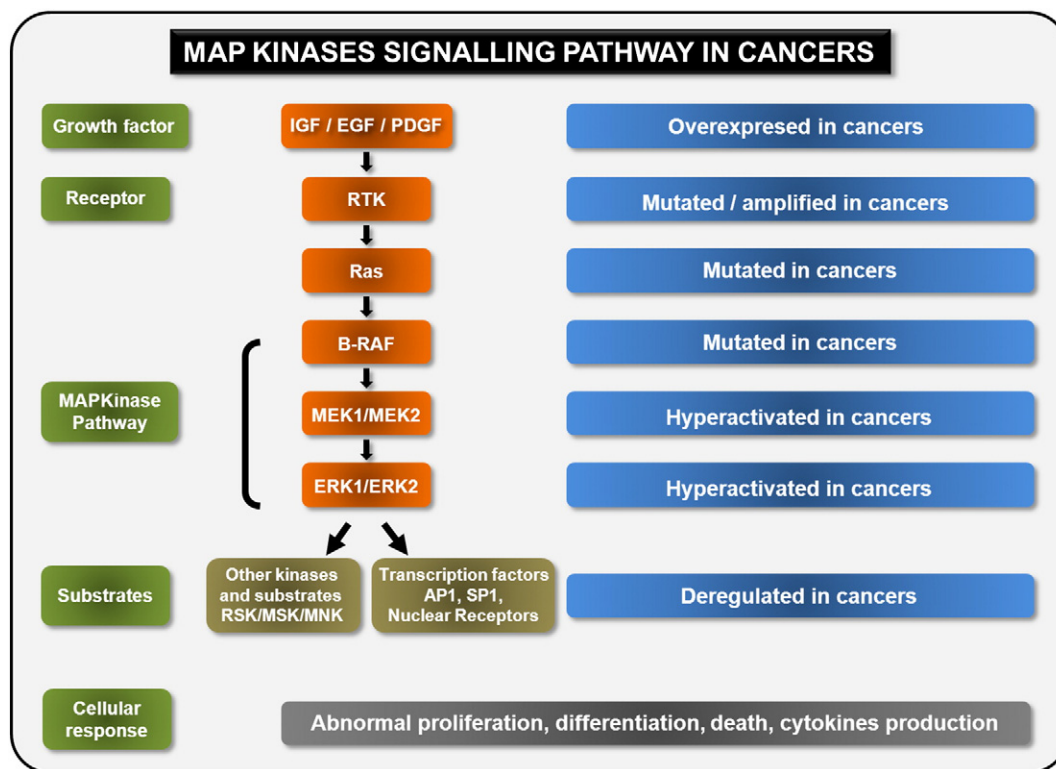 MAP KINASES SIGNALLING PATHWAY IN CANCERS
Growth factor
IGF / EGF / PDGF
Overexpresed in cancers
Receptor
RTK
Mutated / amplified in cancers
Ras
Mutated in cancers
B-RAF
Mutated in cancers
MAPKinase
Pathway
MEK1/MEK2
Hyperactivated in cancers
ERK1/ERK2
Hyperactivated in cancers
Substrates
Other kinases
and substrates
RSK/MSK/MNK
Transcription factors
AP1, SP1,
Nuclear Receptors
Deregulated in cancers
Cellular
response
Abnormal proliferation, differentiation, death, cytokines production